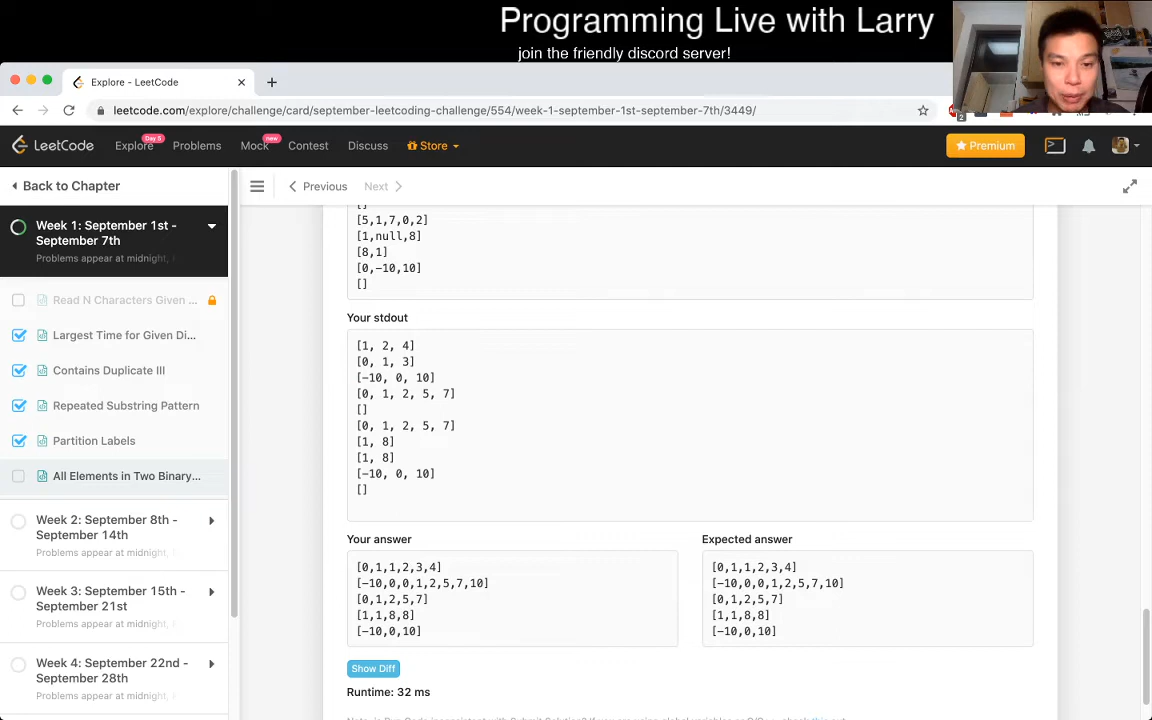 Programming Live with Larry
join the friendly discord server!
Explore - LeetCode
leetcode.com/explore/challenge/card/september-leetcoding-challenge/554/week-1-september-1st-september-7th/3449/
2
LeetCode
Explore
Day 5
Problems
Mock
new
Contest
Discuss
Store
Premium
Back to Chapter
Previous
Next
Week 1: September 1st -
September 7th
Problems appear at midnight,
Read N Characters Given ...
Largest Time for Given Di...
Contains Duplicate III
Repeated Substring Pattern
Partition Labels
All Elements in Two Binary...
Week 2: September 8th -
September 14th
Problems appear at midnight,
Week 3: September 15th -
September 21st
Problems appear at midnight,
Week 4: September 22nd -
September 28th
Problems appear at midnight,
[]
[5,1,7,0,2]
[1,null,8]
[8,1]
[0,-10,10]
[]
Your stdout
[1, 2, 4]
[0, 1, 3]
[-10, 0, 10]
[0, 1, 2, 5, 7]
[]
[0, 1, 2, 5, 7]
[1, 8]
[1, 8]
[-10, 0, 10]
[]
Your answer
[0,1,1,2,3,4]
[-10,0,0,1,2,5,7,10]
[0,1,2,5,7]
[1,1,8,8]
[-10,0,10]
Expected answer
[0,1,1,2,3,4]
[-10,0,0,1,2,5,7,10]
[0,1,2,5,7]
[1,1,8,8]
[-10,0,10]
Show Diff
Runtime: 32 ms